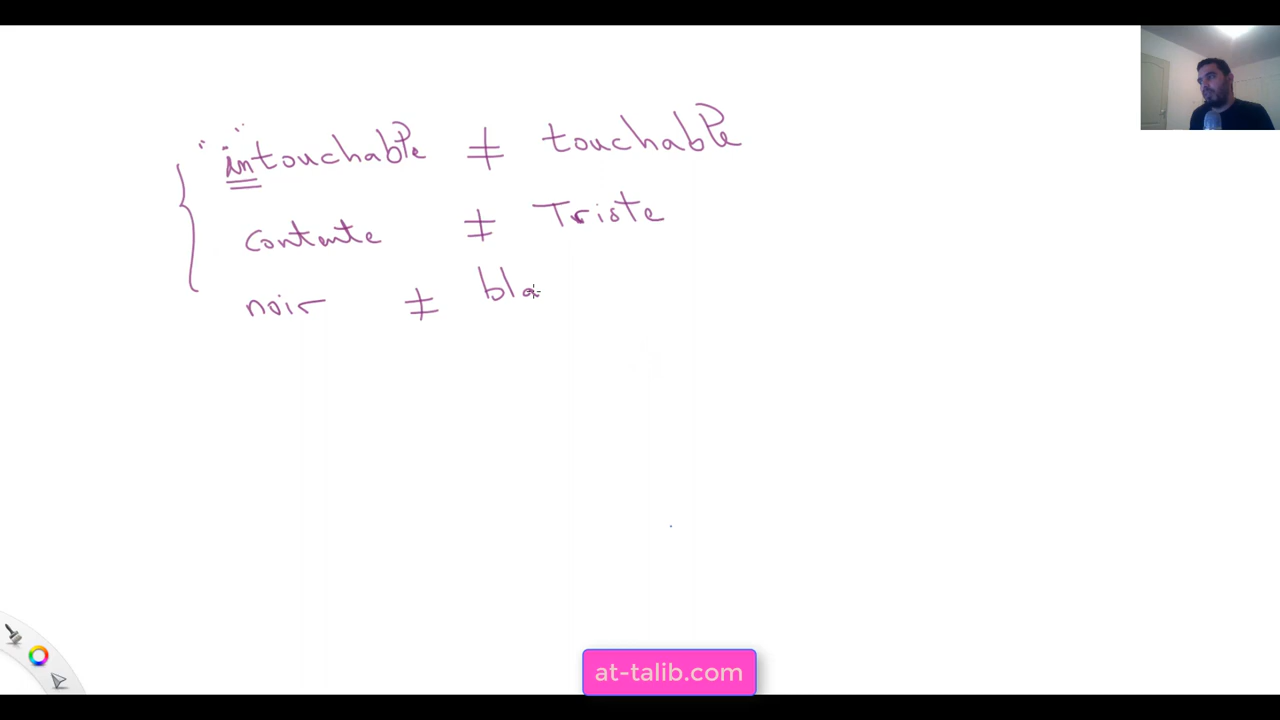 "intouchable ≠ touchable
contente ≠ Triste
noir ≠ bla
at-talib.com